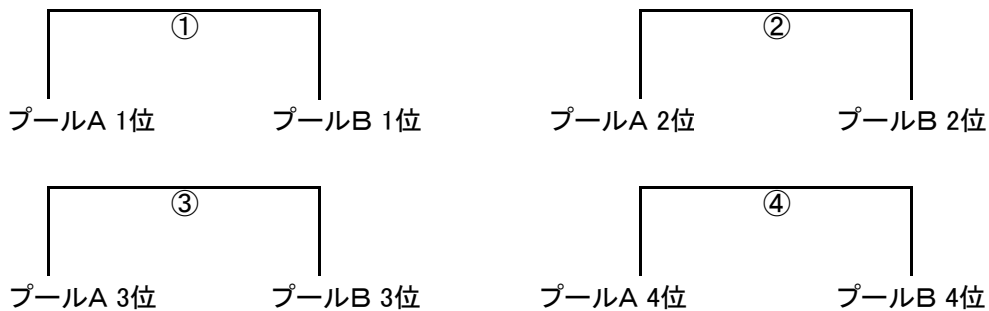 ① ②
プールA 1位 プールB 1位 プールA 2位 プールB 2位
③ ④
プールA 3位 プールB 3位 プールA 4位 プールB 4位